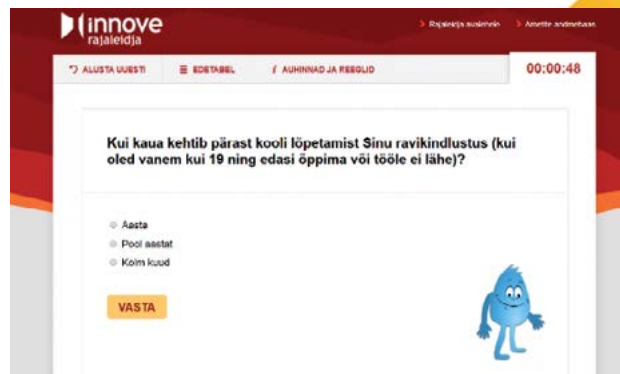 innove
rajaleidja
Rajaleidja avalehele
Ametite andmebaas
ALUSTA UUESTI
EDETABEL
AUHINNAD JA REEGLID
00:00:48
Kui kaua kehtib pärast kooli lõpetamist Sinu ravikindlustus (kui
oled vanem kui 19 ning edasi õppima või tööle ei lähe)?
Aasta
Pool aastat
Kolm kuud
VASTA